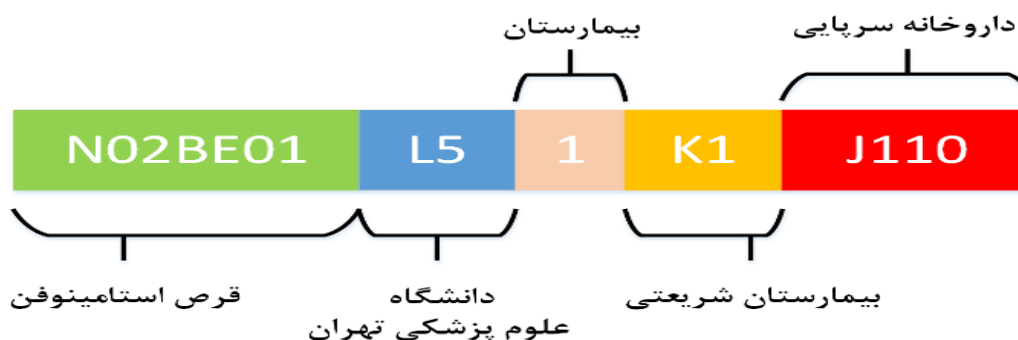 داروخانه سرپایی
بیمارستان
N02BE01 L5 1 K1 J110
قرص استامینوفن
دانشگاه
علوم پزشکی تهران
بیمارستان شریعتی